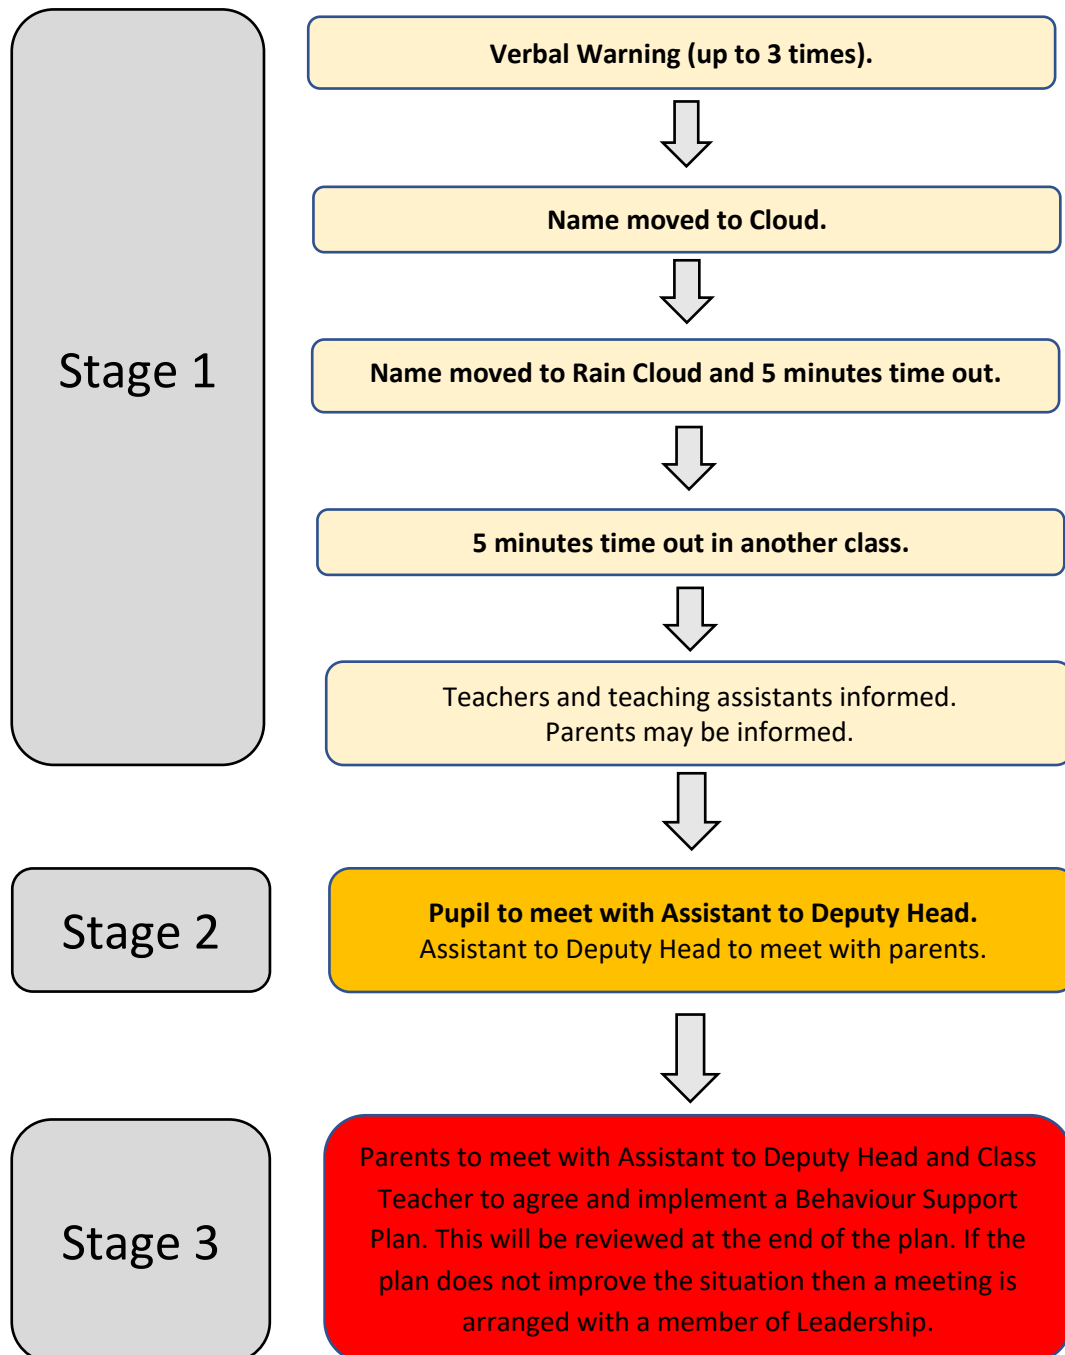 Stage 1
Verbal Warning (up to 3 times).
Name moved to Cloud.
Name moved to Rain Cloud and 5 minutes time out.
5 minutes time out in another class.
Teachers and teaching assistants informed.
Parents may be informed.
Stage 2
Pupil to meet with Assistant to Deputy Head.
Assistant to Deputy Head to meet with parents.
Stage 3
Parents to meet with Assistant to Deputy Head and Class
Teacher to agree and implement a Behaviour Support
Plan. This will be reviewed at the end of the plan. If the
plan does not improve the situation then a meeting is
arranged with a member of Leadership.